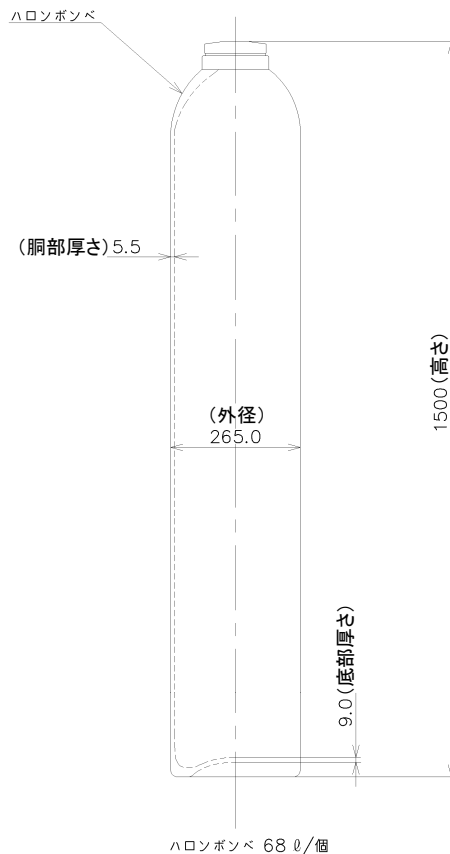 ハロンボンベ
(胴部厚さ)5.5
(外径)
265.0
1500(高さ)
9.0(底部厚さ)
ハロンボンベ 68 ℓ/個